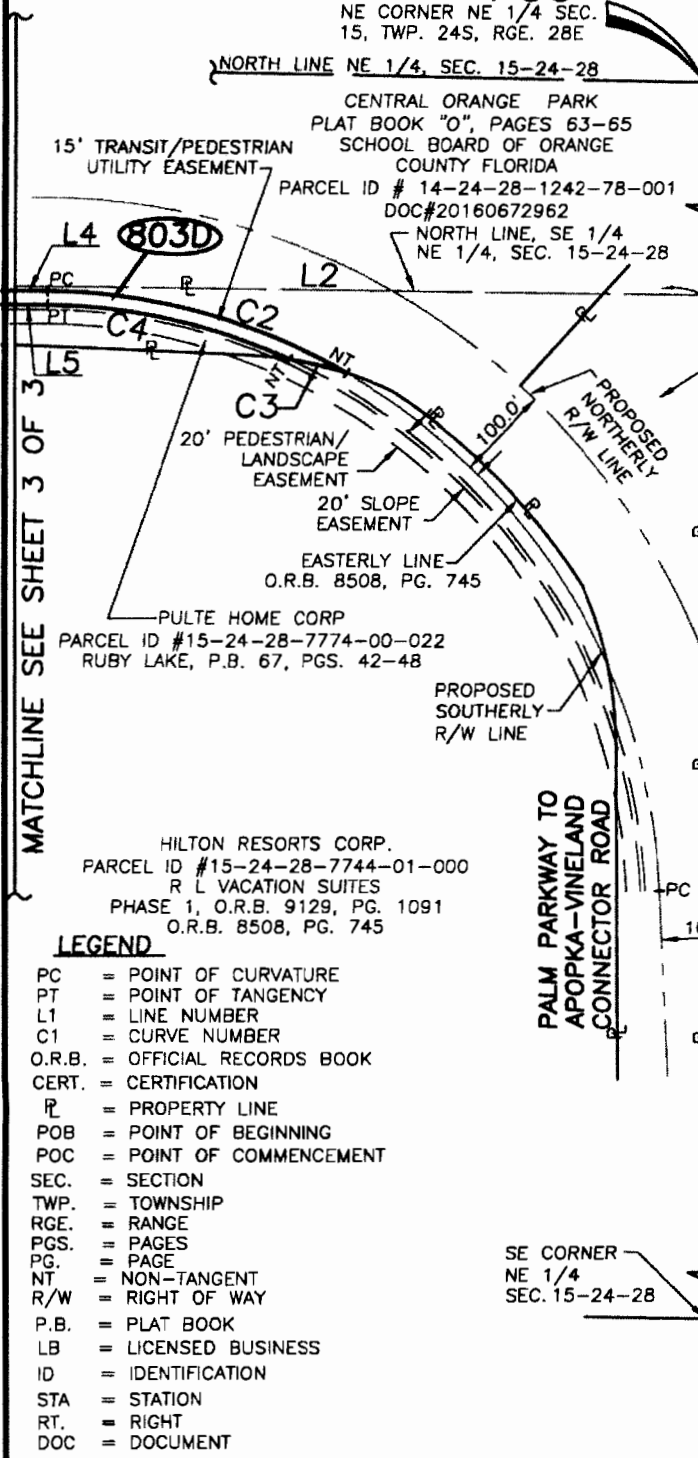 NE CORNER NE 1/4 SEC.
15, TWP. 24S, RGE. 28E
NORTH LINE NE 1/4, SEC. 15-24-28
CENTRAL ORANGE PARK
PLAT BOOK "O", PAGES 63-65
SCHOOL BOARD OF ORANGE
COUNTY FLORIDA
PARCEL ID # 14-24-28-1242-78-001
DOC#20160672962
15' TRANSIT/PEDESTRIAN
UTILITY EASEMENT
NORTH LINE, SE 1/4
NE 1/4, SEC. 15-24-28
L4
803D
PC
L2
PT
C4
C2
L5
NT
NT
C3
100.0'
PROPOSED
NORTHERLY
R/W LINE
20' PEDESTRIAN/
LANDSCAPE
EASEMENT
20' SLOPE
EASEMENT
EASTERLY LINE
O.R.B. 8508, PG. 745
MATCHLINE SEE SHEET 3 OF 3
PULTE HOME CORP
PARCEL ID #15-24-28-7774-00-022
RUBY LAKE, P.B. 67, PGS. 42-48
PROPOSED
SOUTHERLY
R/W LINE
PALM PARKWAY TO
APOPKA-VINELAND
CONNECTOR ROAD
PC
HILTON RESORTS CORP.
PARCEL ID #15-24-28-7744-01-000
R L VACATION SUITES
PHASE 1, O.R.B. 9129, PG. 1091
O.R.B. 8508, PG. 745
LEGEND
PC = POINT OF CURVATURE
PT = POINT OF TANGENCY
L1 = LINE NUMBER
C1 = CURVE NUMBER
O.R.B. = OFFICIAL RECORDS BOOK
CERT. = CERTIFICATION
PL = PROPERTY LINE
POB = POINT OF BEGINNING
POC = POINT OF COMMENCEMENT
SEC. = SECTION
TWP. = TOWNSHIP
RGE. = RANGE
PGS. = PAGES
PG. = PAGE
NT = NON-TANGENT
R/W = RIGHT OF WAY
P.B. = PLAT BOOK
LB = LICENSED BUSINESS
ID = IDENTIFICATION
STA = STATION
RT. = RIGHT
DOC = DOCUMENT
SE CORNER
NE 1/4
SEC. 15-24-28